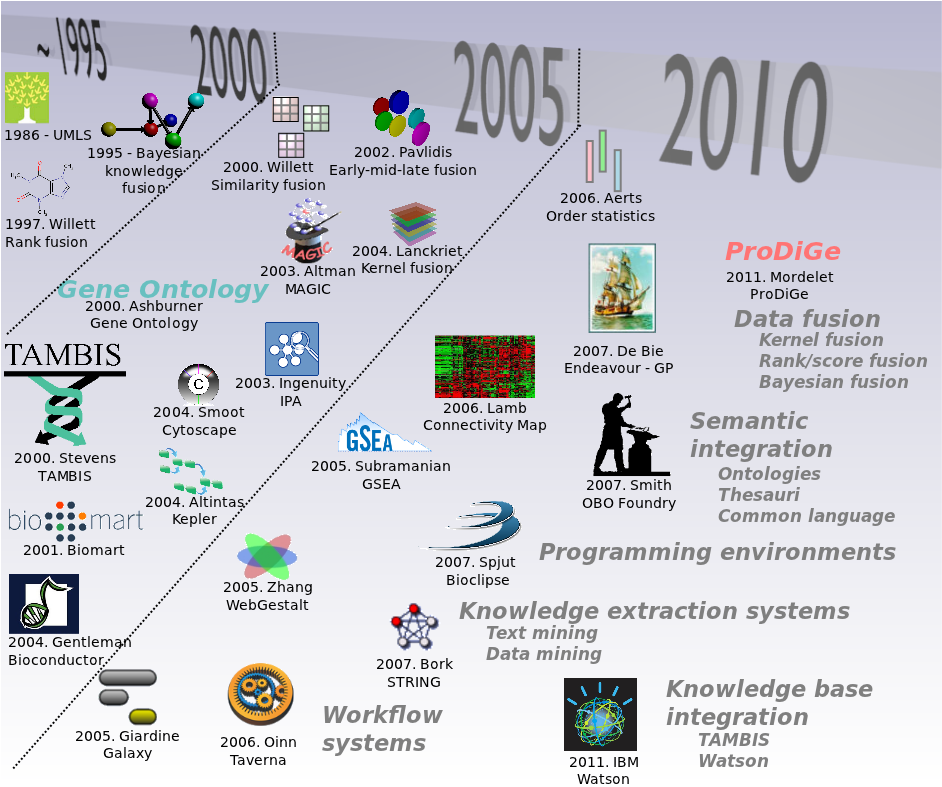 ~ 1995
2000
2005
2010
1986 - UMLS
1995 - Bayesian
knowledge
fusion
1997. Willett
Rank fusion
2000. Willett
Similarity fusion
2002. Pavlidis
Early-mid-late fusion
MAGIC
2003. Altman
MAGIC
2004. Lanckriet
Kernel fusion
2006. Aerts
Order statistics
Gene Ontology
2000. Ashburner
Gene Ontology
ProDiGe
2011. Mordelet
ProDiGe
2007. De Bie
Endeavour - GP
Data fusion
Kernel fusion
Rank/score fusion
Bayesian fusion
TAMBIS
2000. Stevens
TAMBIS
C
2004. Smoot
Cytoscape
2003. Ingenuity
IPA
2006. Lamb
Connectivity Map
GSEA
2005. Subramanian
GSEA
2007. Smith
OBO Foundry
Semantic
integration
Ontologies
Thesauri
Common language
2004. Altintas
Kepler
biomart
2001. Biomart
2005. Zhang
WebGestalt
2007. Spjut
Bioclipse
Programming environments
2004. Gentleman
Bioconductor
2007. Bork
STRING
Knowledge extraction systems
Text mining
Data mining
2005. Giardine
Galaxy
2006. Oinn
Taverna
Workflow
systems
2011. IBM
Watson
Knowledge base
integration
TAMBIS
Watson